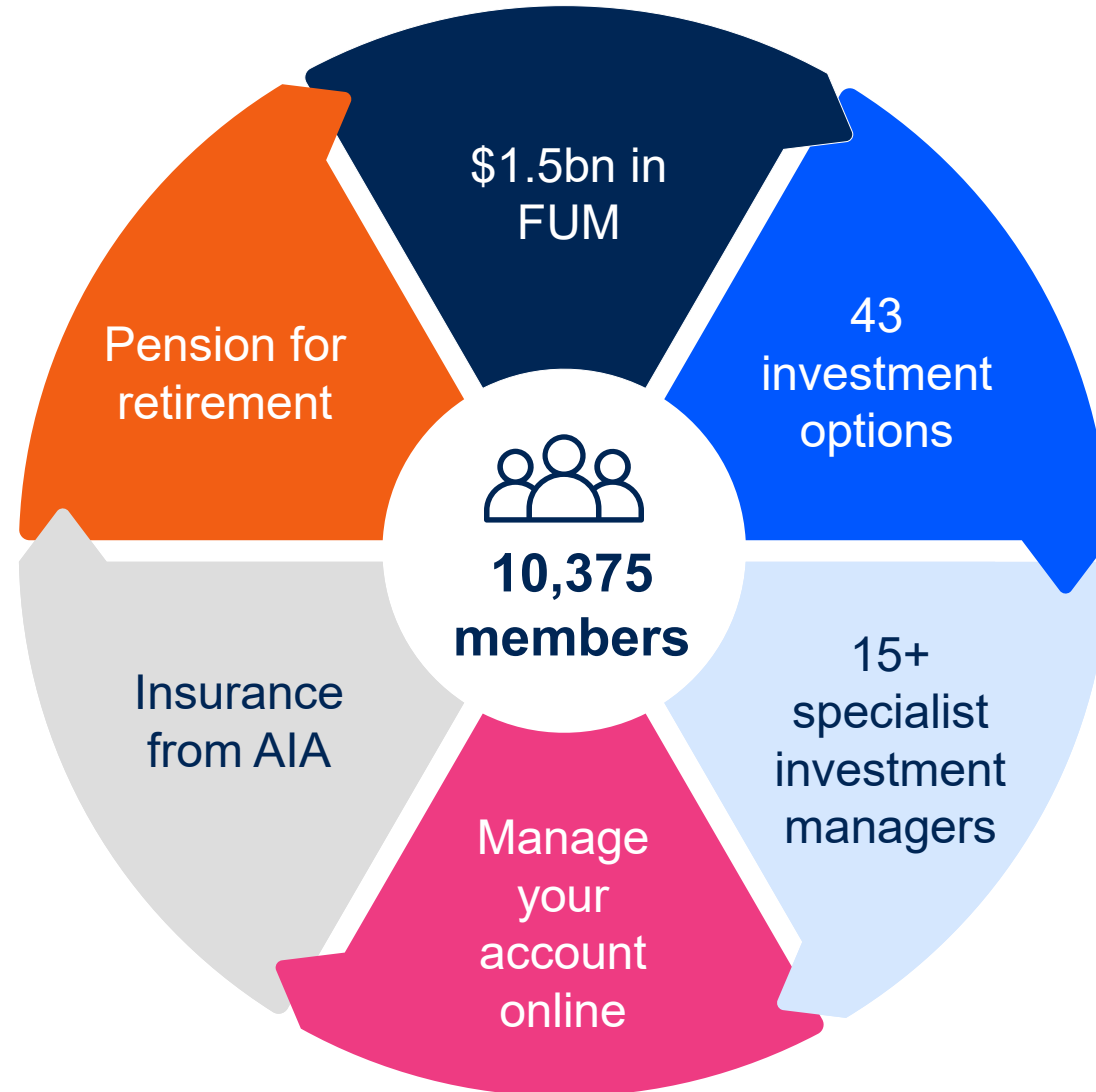 $1.5bn in
FUM
43
investment
options
15+
specialist
investment
managers
Manage
your
account
online
Insurance
from AIA
Pension for
retirement
10,375
members